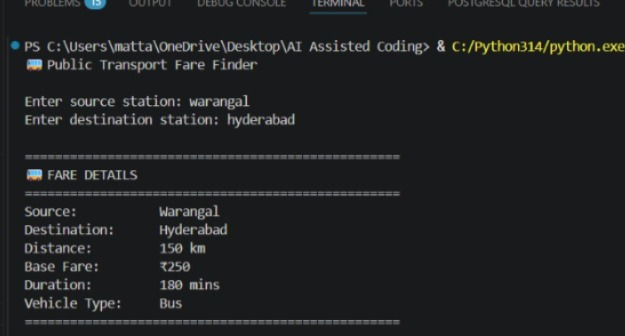 PROBLEMS 15 OUTPUT DEBUG CONSOLE TERMINAL PORTS POSTGRESQL QUERY RESULTS
PS C:\Users\matta\OneDrive\Desktop\AI Assisted Coding> & C:/Python314/python.exe
🚌 Public Transport Fare Finder
Enter source station: warangal
Enter destination station: hyderabad
==================================================
🚌 FARE DETAILS
==================================================
Source: Warangal
Destination: Hyderabad
Distance: 150 km
Base Fare: ₹250
Duration: 180 mins
Vehicle Type: Bus
==================================================